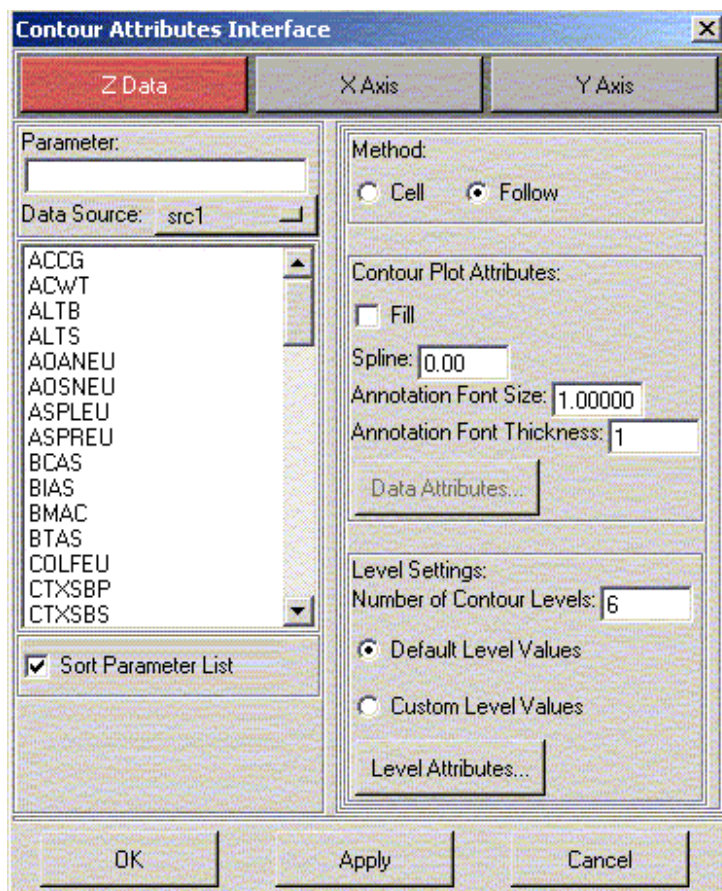 Contour Attributes Interface
Z Data
X Axis
Y Axis
Parameter:
Data Source: src1
ACCG
ACWT
ALTB
ALTS
AOANEU
AOSNEU
ASPLEU
ASPREU
BCAS
BIAS
BMAC
BTAS
COLFEU
CTXSBP
CTXSBS
Sort Parameter List
Method:
Cell Follow
Contour Plot Attributes:
Fill
Spline: 0.00
Annotation Font Size: 1.00000
Annotation Font Thickness: 1
Data Attributes...
Level Settings:
Number of Contour Levels: 6
Default Level Values
Custom Level Values
Level Attributes...
OK
Apply
Cancel